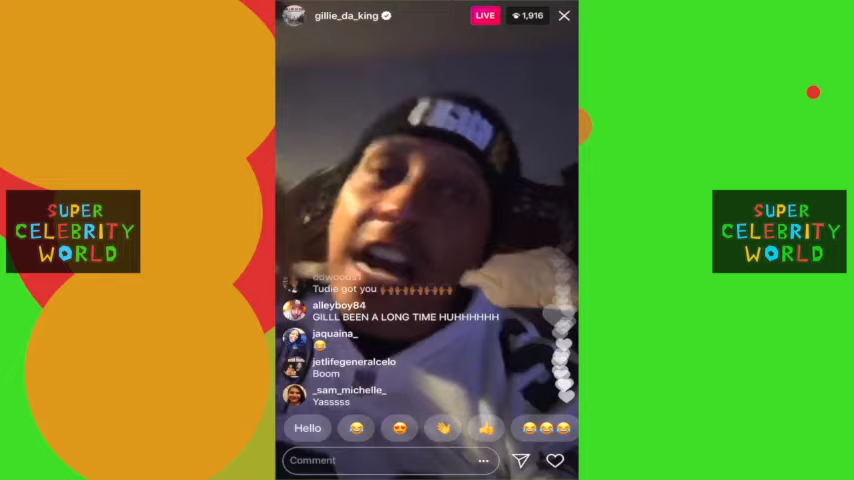 gillie_da_king
LIVE
1,916
SUPER
CELEBRITY
WORLD
SUPER
CELEBRITY
WORLD
Tudie got you
alleyboy84
GILLL BEEN A LONG TIME HUHHHHHH
jaquaina_
jetlifegeneralcelo
Boom
_sam_michelle_
Yasssss
Hello
Comment